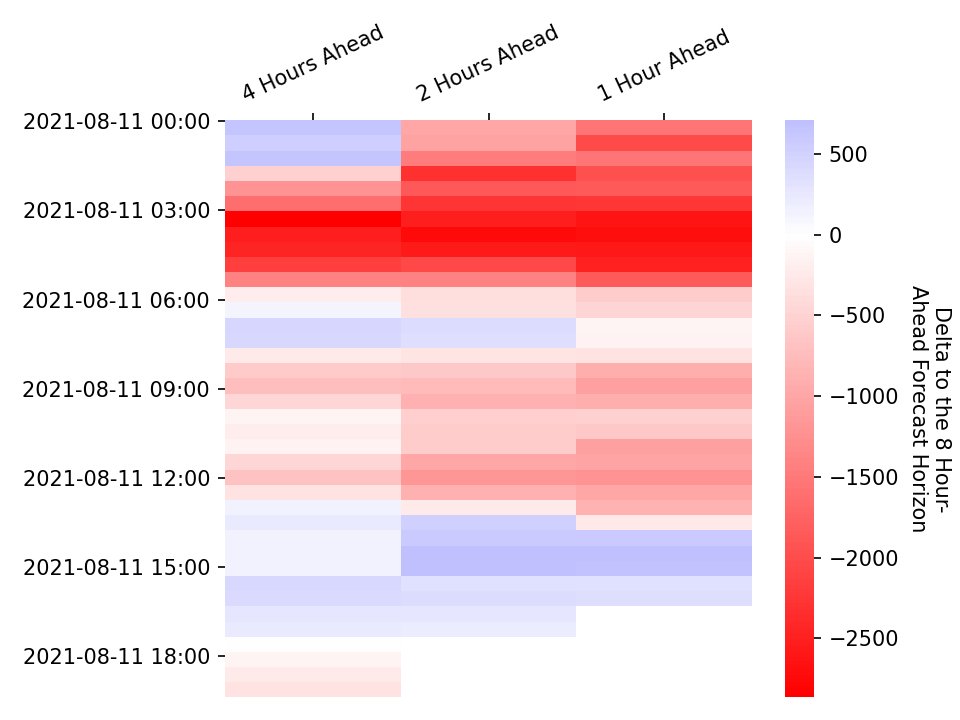 4 Hours Ahead
2 Hours Ahead
1 Hour Ahead
2021-08-11 00:00
2021-08-11 03:00
2021-08-11 06:00
2021-08-11 09:00
2021-08-11 12:00
2021-08-11 15:00
2021-08-11 18:00
500
0
−500
−1000
−1500
−2000
−2500
Delta to the 8 Hour-
Ahead Forecast Horizon